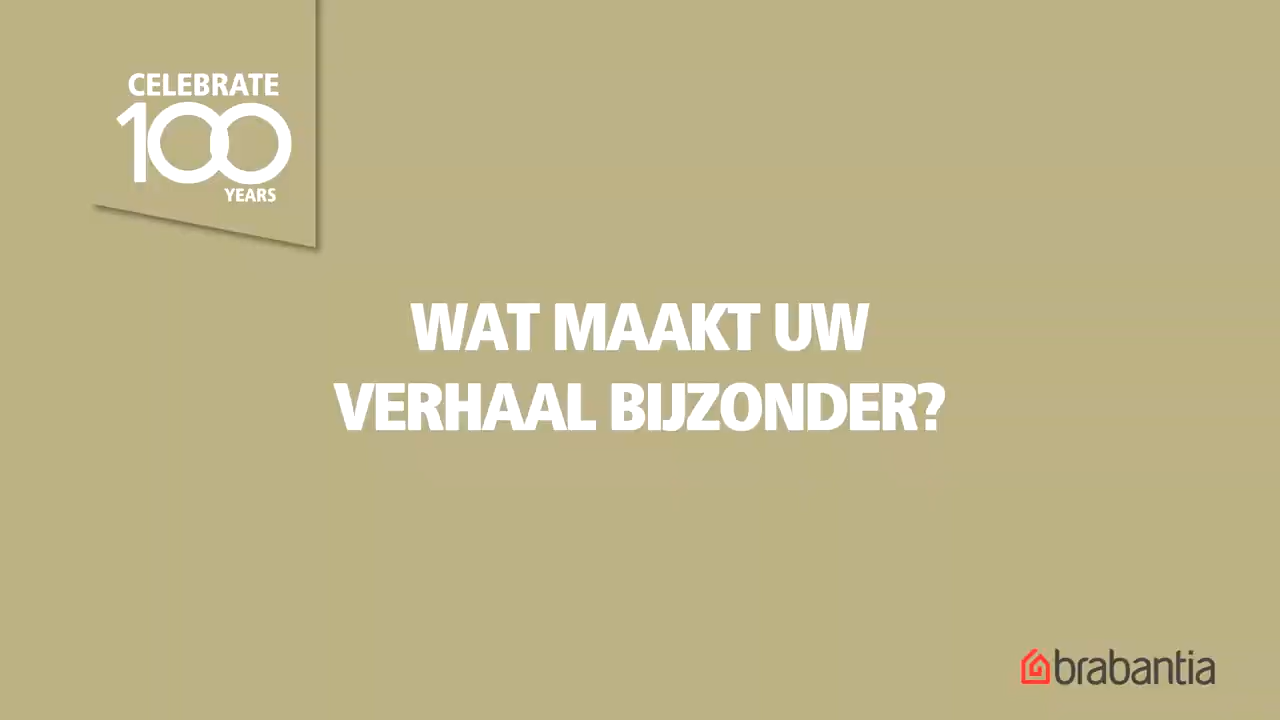 CELEBRATE
100
YEARS
WAT MAAKT UW
VERHAAL BIJZONDER?
brabantia